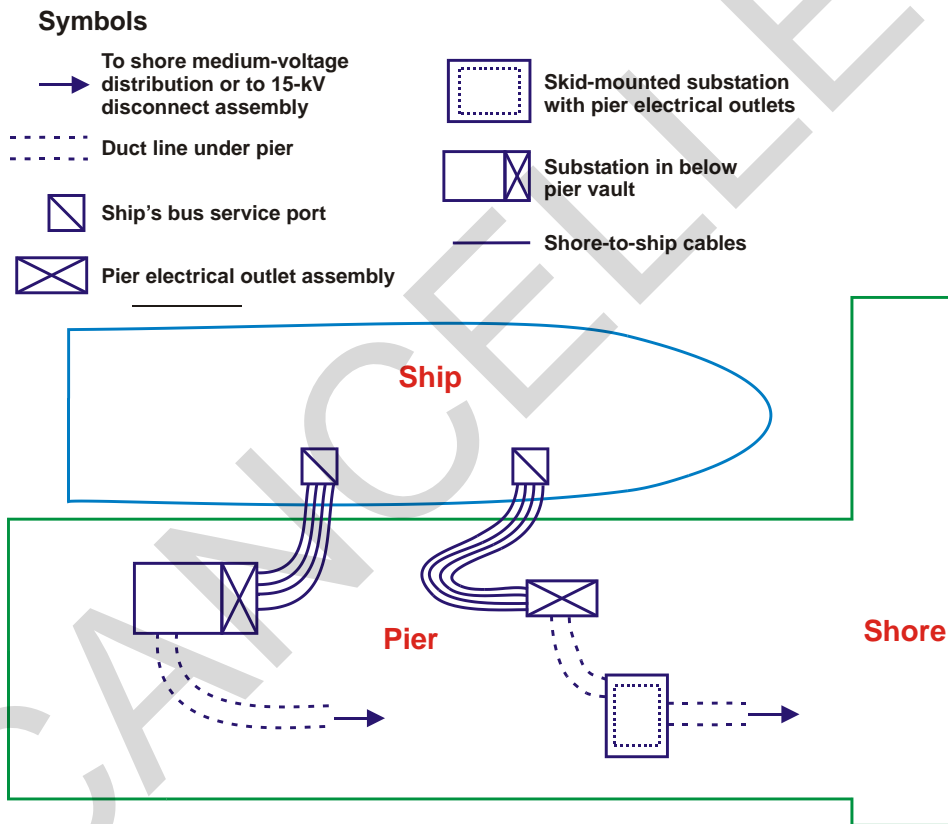 Symbols
To shore medium-voltage
distribution or to 15-kV
disconnect assembly
Duct line under pier
Ship's bus service port
Pier electrical outlet assembly
Skid-mounted substation
with pier electrical outlets
Substation in below
pier vault
Shore-to-ship cables
Ship
Pier
Shore
CANCELLE